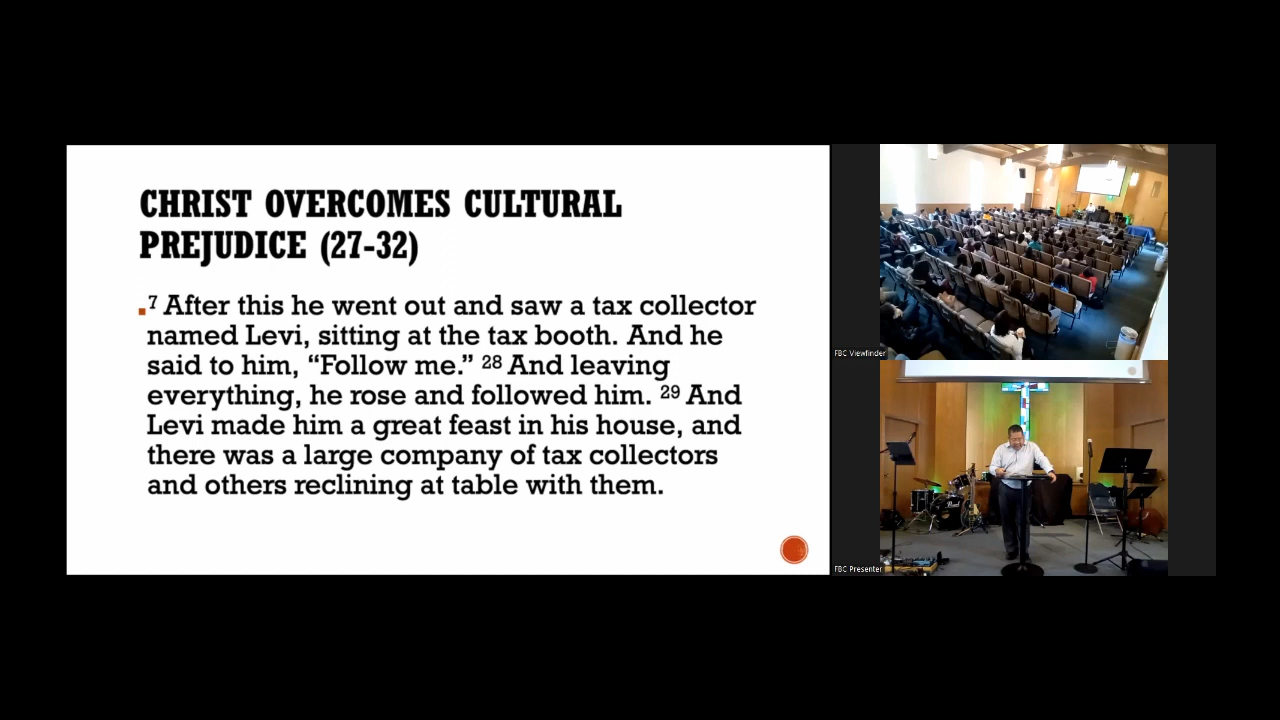 CHRIST OVERCOMES CULTURAL
PREJUDICE (27-32)
7 After this he went out and saw a tax collector
named Levi, sitting at the tax booth. And he
said to him, “Follow me.” 28 And leaving
everything, he rose and followed him. 29 And
Levi made him a great feast in his house, and
there was a large company of tax collectors
and others reclining at table with them.
FBC Viewfinder
FBC Presenter